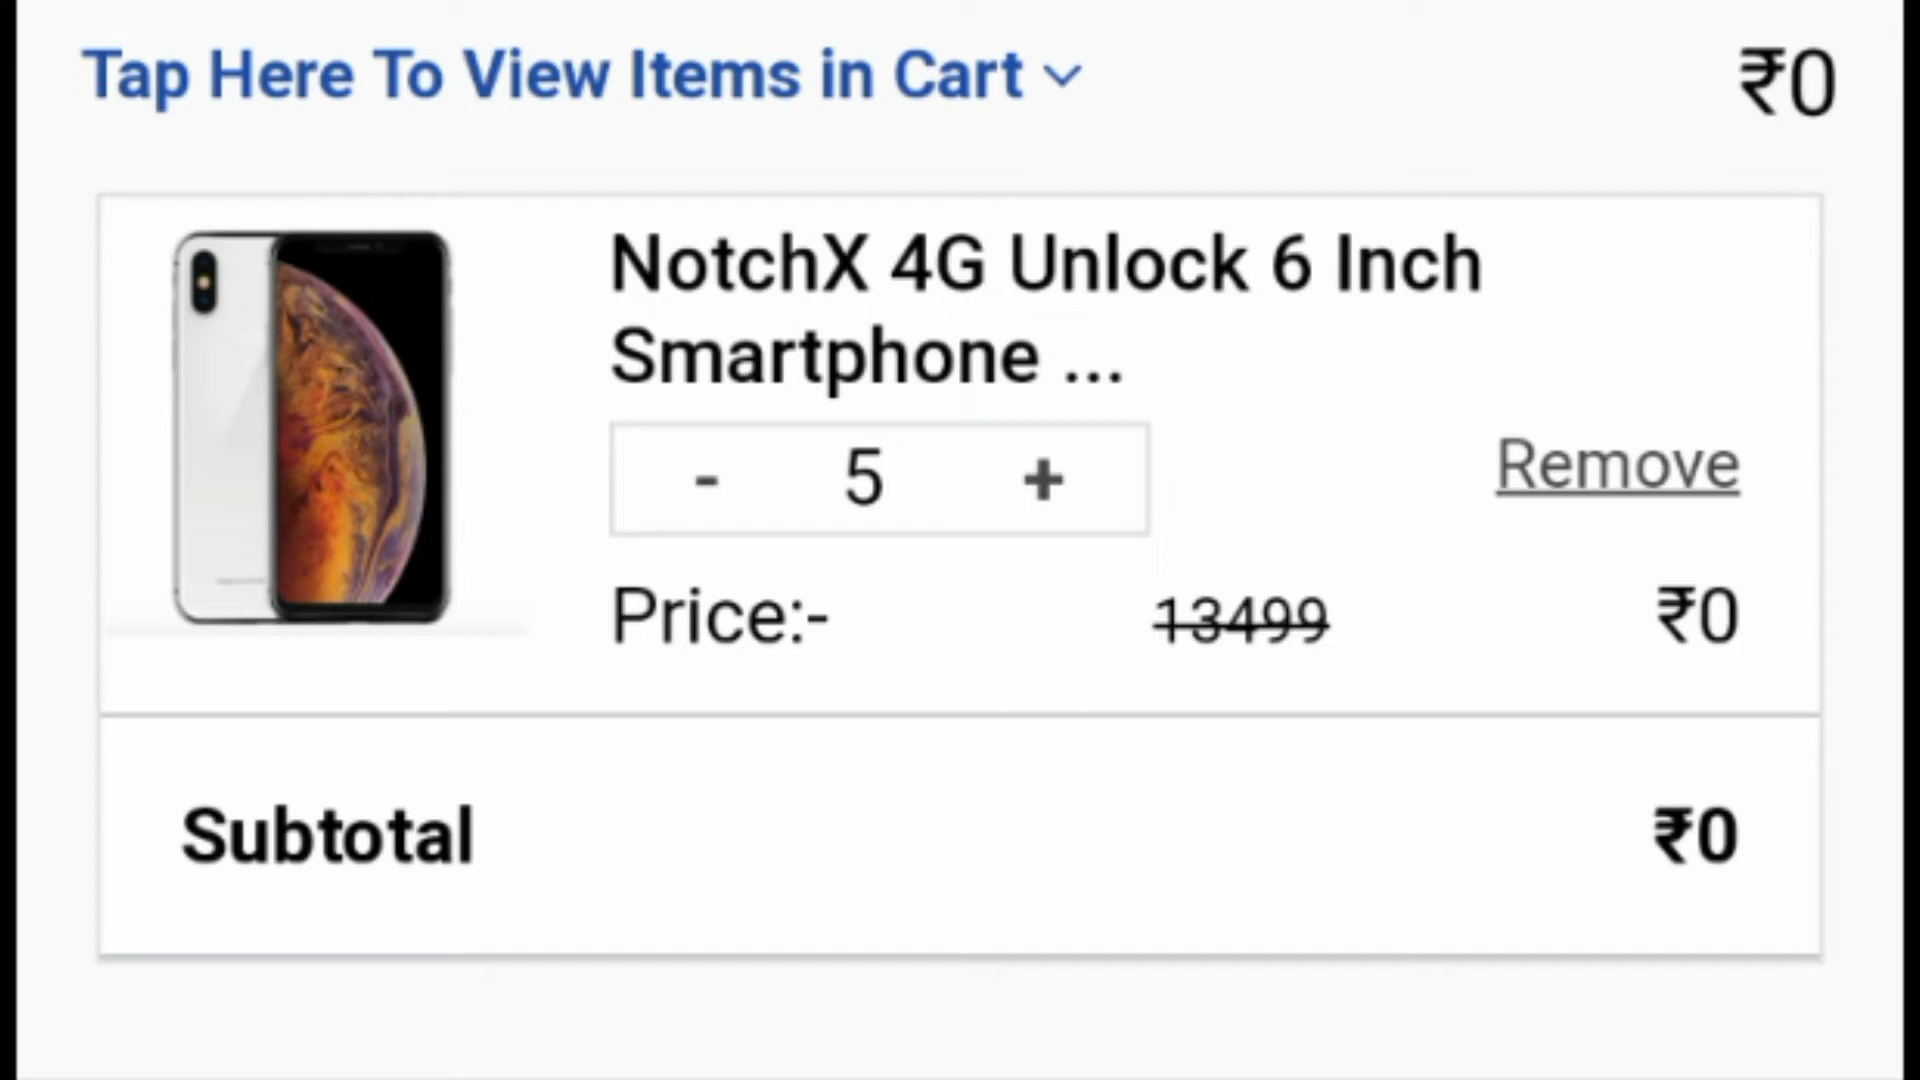 Tap Here To View Items in Cart
₹0
NotchX 4G Unlock 6 Inch
Smartphone ...
- 5 +
Remove
Price:- 13499 ₹0
Subtotal ₹0